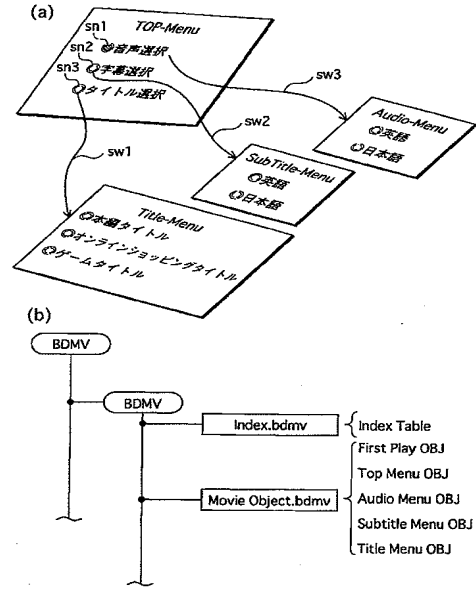 (a)
TOP-Menu
sn1
音声選択
sn2
字幕選択
sn3
タイトル選択
sw3
sw2
sw1
Audio-Menu
英語
日本語
SubTitle-Menu
英語
日本語
Title-Menu
本編タイトル
オンラインショッピングタイトル
ゲームタイトル
(b)
BDMV
BDMV
Index.bdmv
Index Table
First Play OBJ
Top Menu OBJ
Movie Object.bdmv
Audio Menu OBJ
Subtitle Menu OBJ
Title Menu OBJ